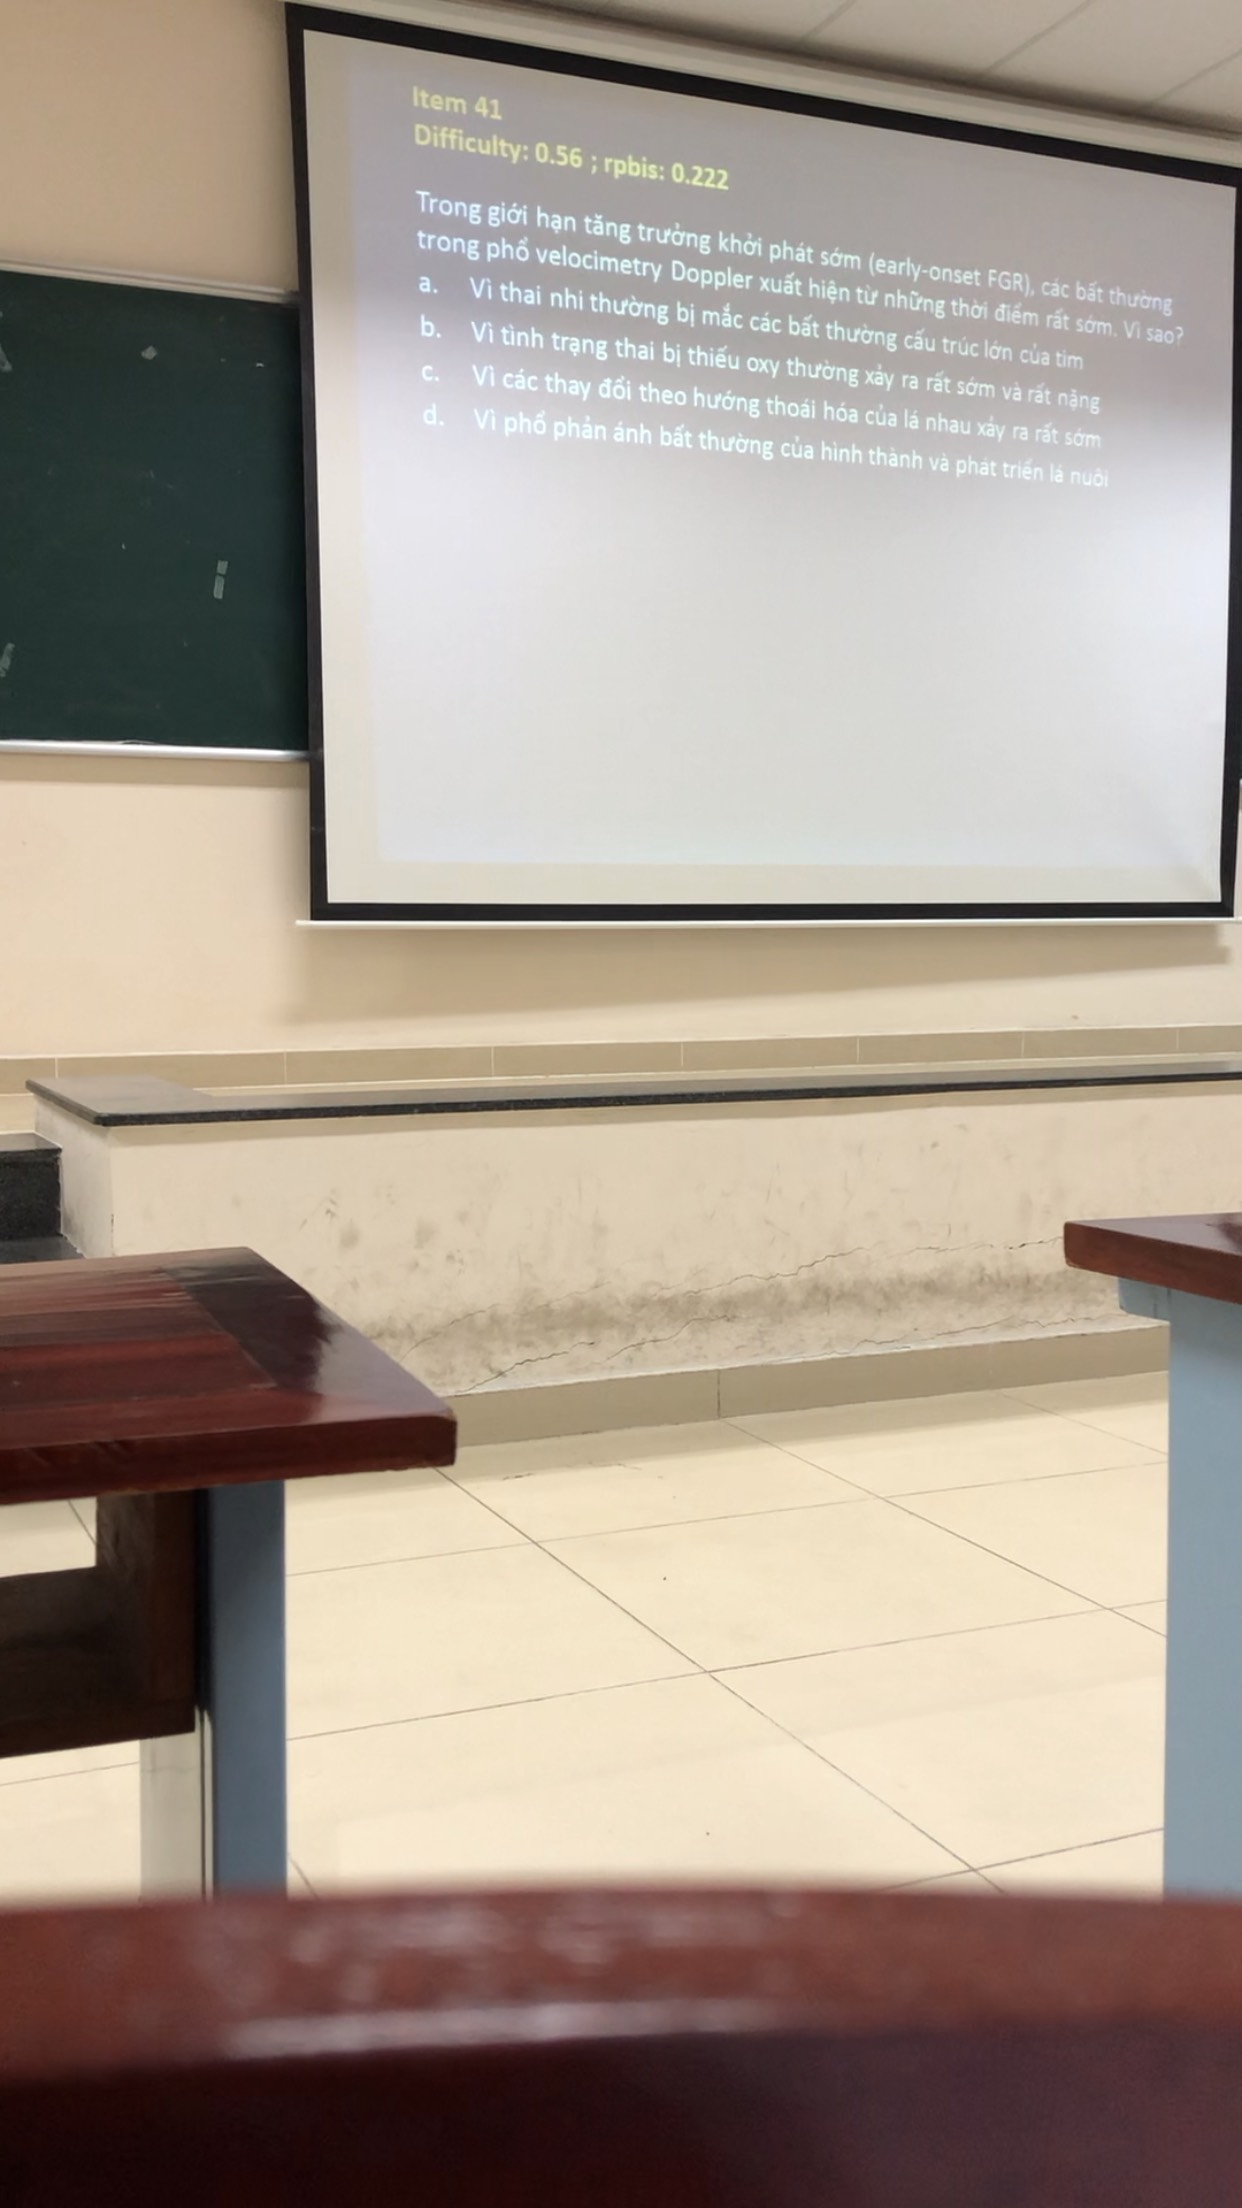 Item 41
Difficulty: 0.56 ; rpbis: 0.222
Trong giới hạn tăng trưởng khởi phát sớm (early-onset FGR), các bất thường
trong phổ velocimetry Doppler xuất hiện từ những thời điểm rất sớm. Vì sao?
a. Vì thai nhi thường bị mắc các bất thường cấu trúc lớn của tim
b. Vì tình trạng thai bị thiếu oxy thường xảy ra rất sớm và rất nặng
c. Vì các thay đổi theo hướng thoái hóa của lá nhau xảy ra rất sớm
d. Vì phổ phản ánh bất thường của hình thành và phát triển lá nuôi